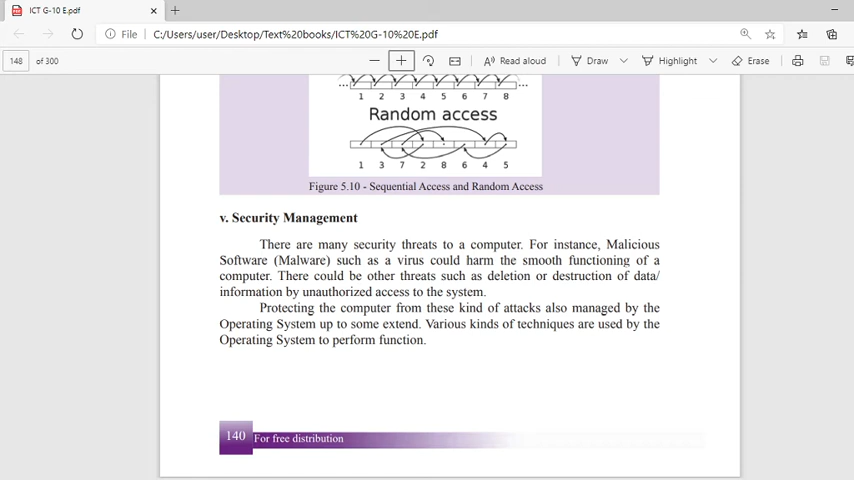 ICT G-10 E.pdf
File C:/Users/user/Desktop/Text%20books/ICT%20G-10%20E.pdf
148 of 300 Read aloud Draw Highlight Erase
... ...
1 2 3 4 5 6 7 8
Random access
1 3 7 2 8 6 4 5
Figure 5.10 - Sequential Access and Random Access
v. Security Management
There are many security threats to a computer. For instance, Malicious
Software (Malware) such as a virus could harm the smooth functioning of a
computer. There could be other threats such as deletion or destruction of data/
information by unauthorized access to the system.
Protecting the computer from these kind of attacks also managed by the
Operating System up to some extend. Various kinds of techniques are used by the
Operating System to perform function.
140 For free distribution